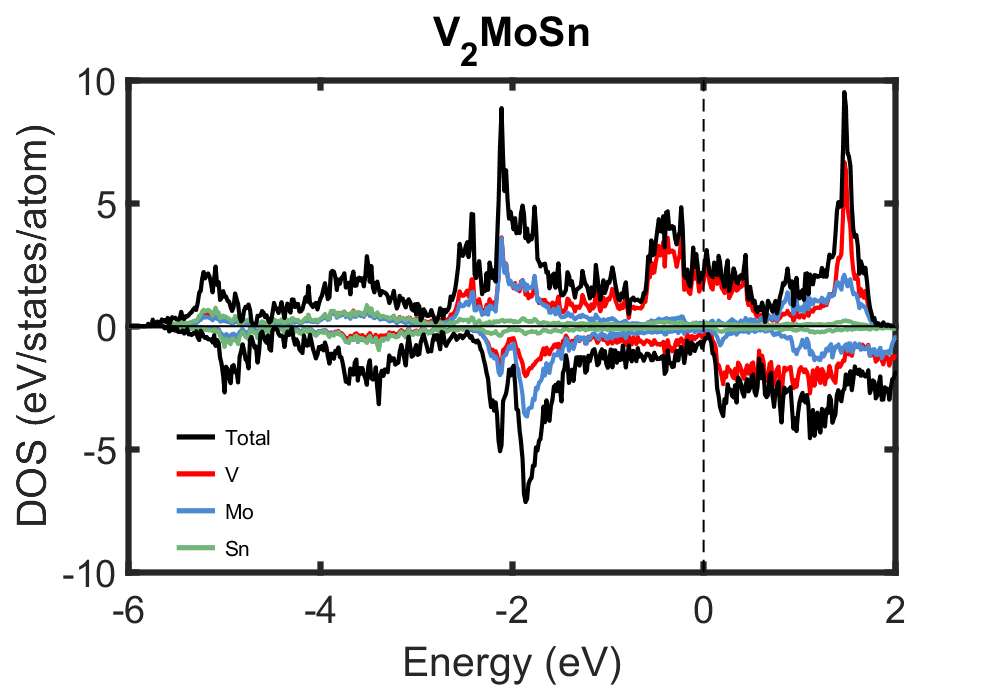 V2MoSn
10
5
0
-5
-10
DOS (eV/states/atom)
Total
V
Mo
Sn
-6 -4 -2 0 2
Energy (eV)